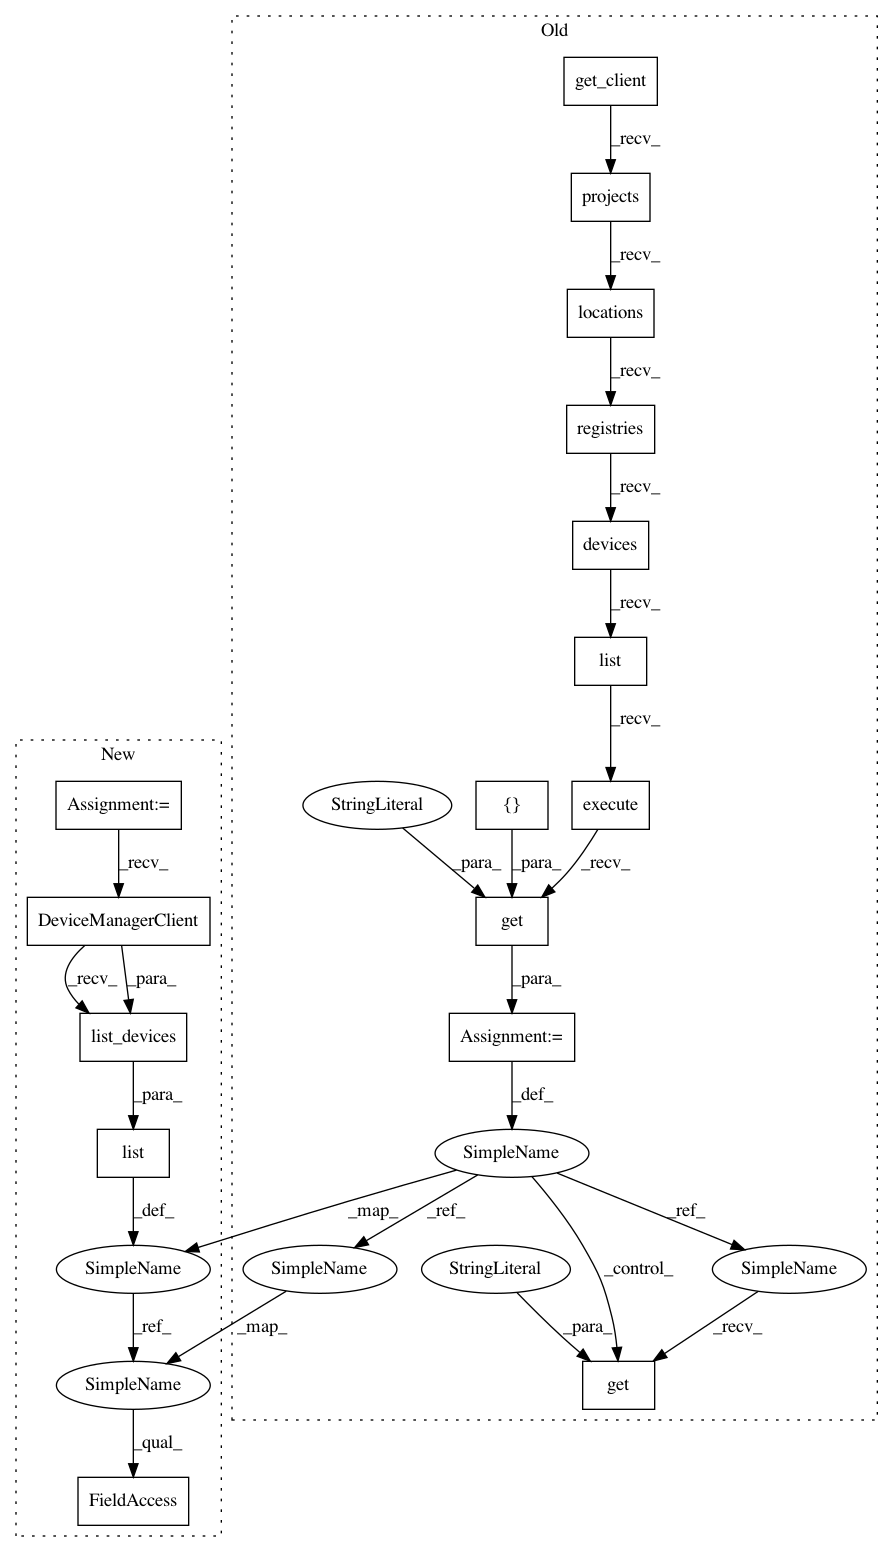 Old
get_client
_recv_
projects
_recv_
locations
_recv_
registries
_recv_
devices
_recv_
list
_recv_
New
Assignment:=
StringLiteral
{}
execute
_recv_
_para_
_para_
_recv_
DeviceManagerClient
get
_recv_
_para_
_para_
list_devices
Assignment:=
_para_
_def_
list
SimpleName
_def_
_map_
_ref_
_control_
_ref_
SimpleName
SimpleName
StringLiteral
SimpleName
_ref_
_map_
_para_
_recv_
SimpleName
get
_qual_
FieldAccess